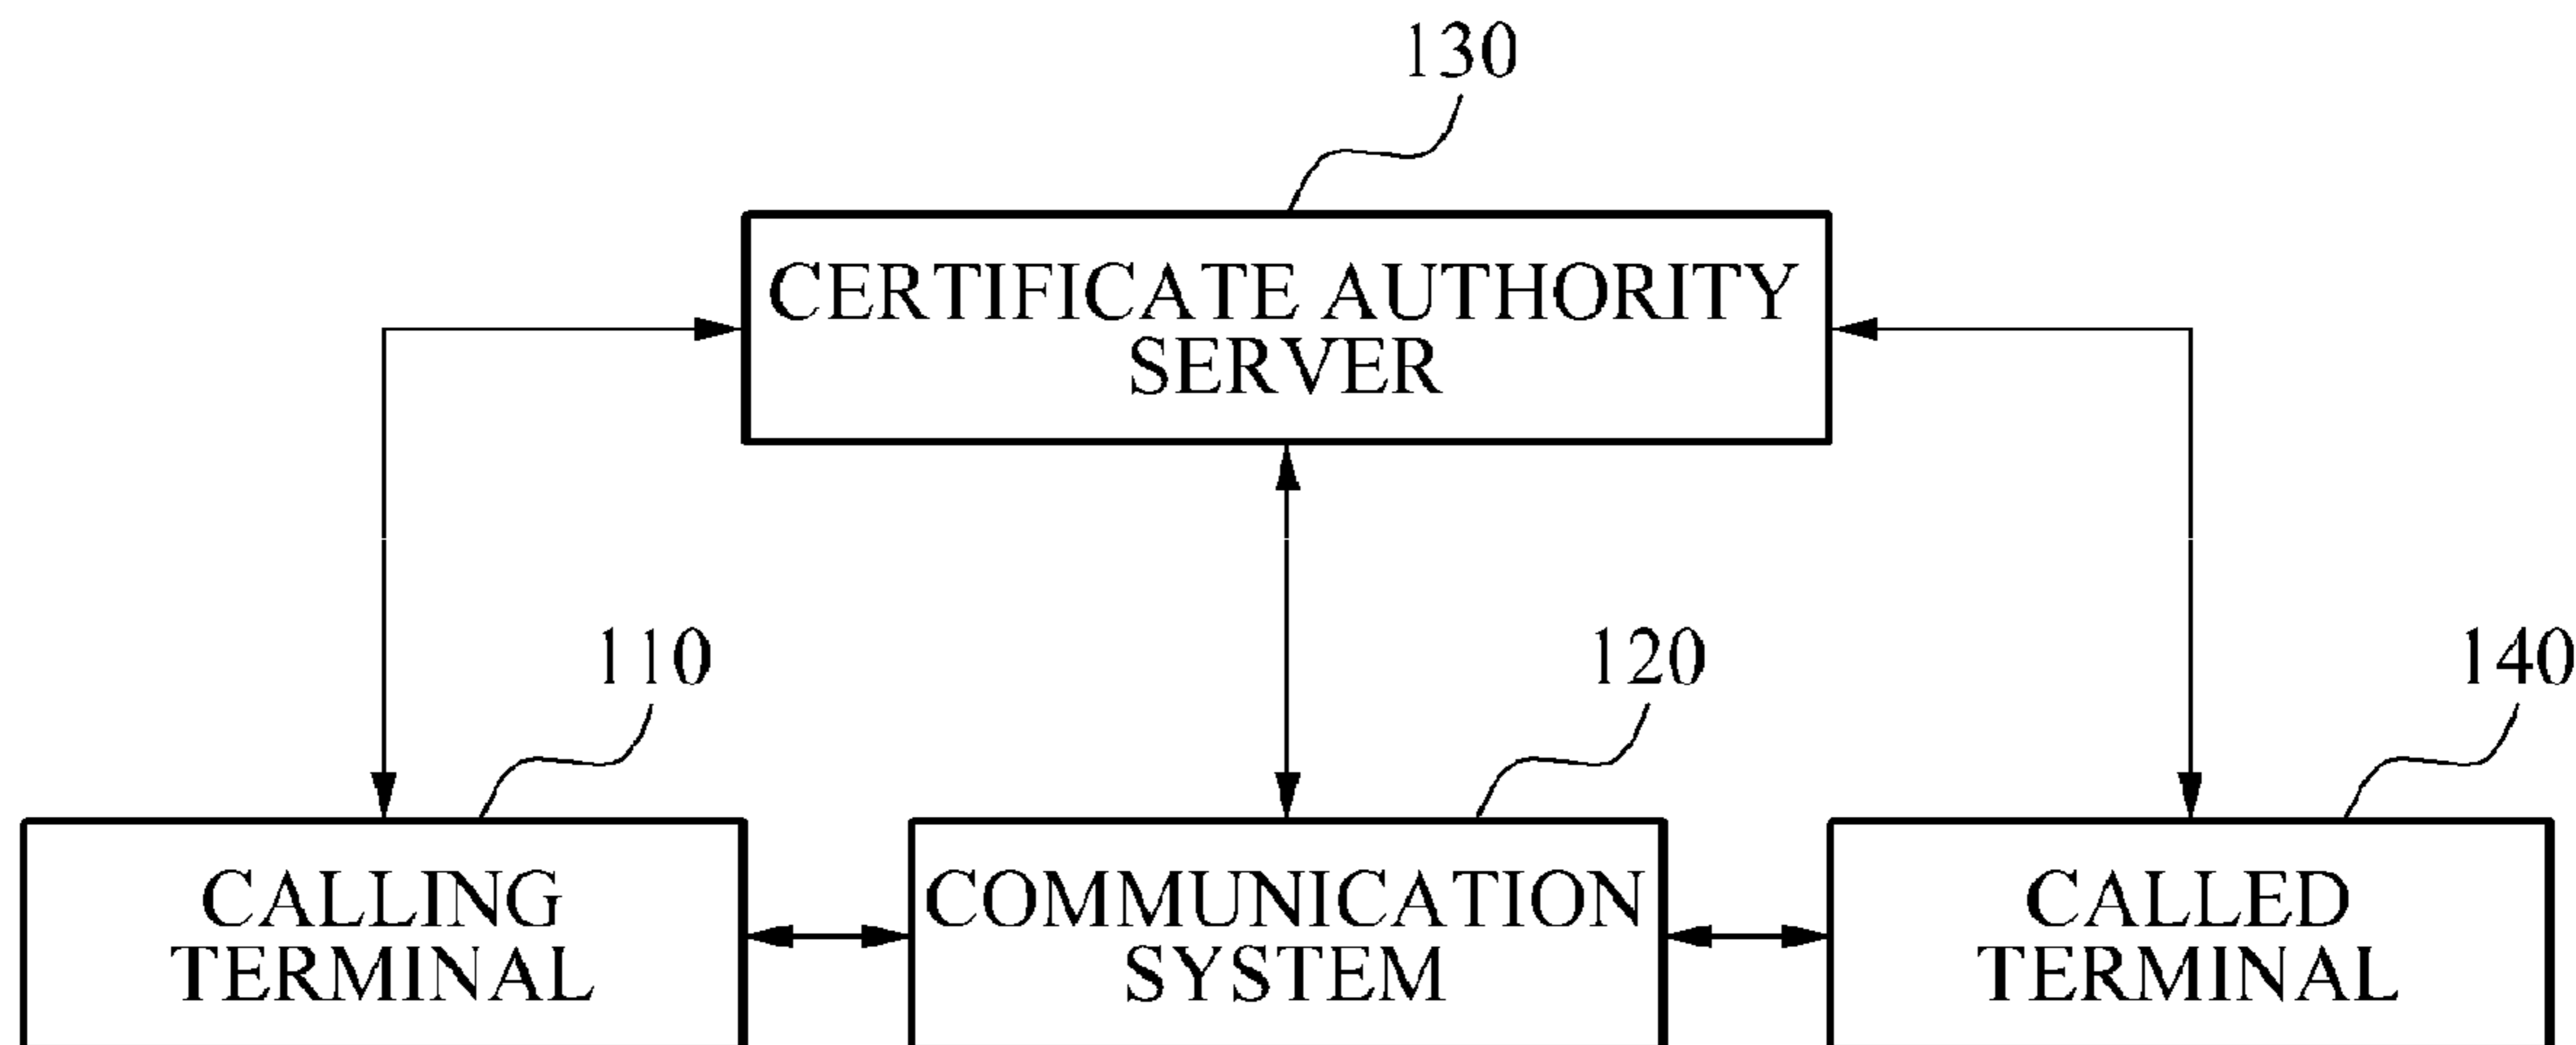 130
CERTIFICATE AUTHORITY
SERVER
110
120
140
CALLING
TERMINAL
COMMUNICATION
SYSTEM
CALLED
TERMINAL